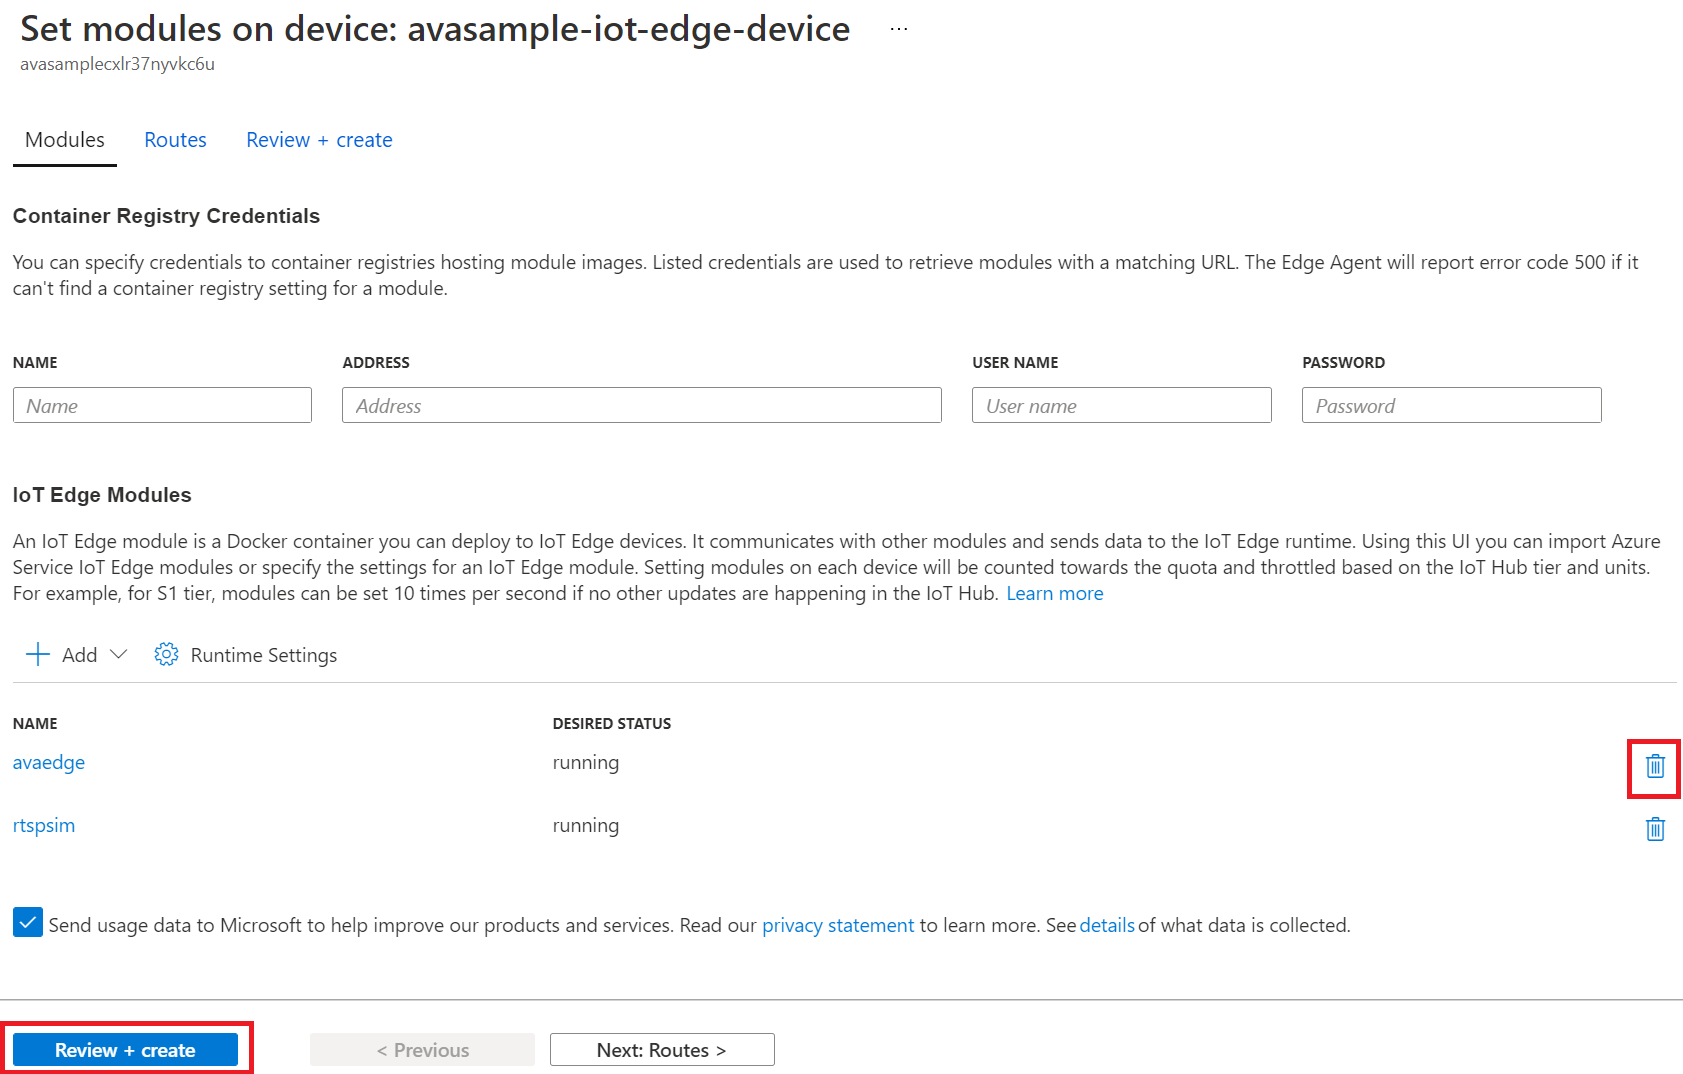 Set modules on device: avasample-iot-edge-device ...
avasamplecxlr37nyvkc6u
Modules Routes Review + create
Container Registry Credentials
You can specify credentials to container registries hosting module images. Listed credentials are used to retrieve modules with a matching URL. The Edge Agent will report error code 500 if it
can't find a container registry setting for a module.
NAME ADDRESS USER NAME PASSWORD
Name Address User name Password
IoT Edge Modules
An IoT Edge module is a Docker container you can deploy to IoT Edge devices. It communicates with other modules and sends data to the IoT Edge runtime. Using this UI you can import Azure
Service IoT Edge modules or specify the settings for an IoT Edge module. Setting modules on each device will be counted towards the quota and throttled based on the IoT Hub tier and units.
For example, for S1 tier, modules can be set 10 times per second if no other updates are happening in the IoT Hub. Learn more
Add Runtime Settings
NAME DESIRED STATUS
avaedge running
rtspsim running
Send usage data to Microsoft to help improve our products and services. Read our privacy statement to learn more. See details of what data is collected.
Review + create < Previous Next: Routes >